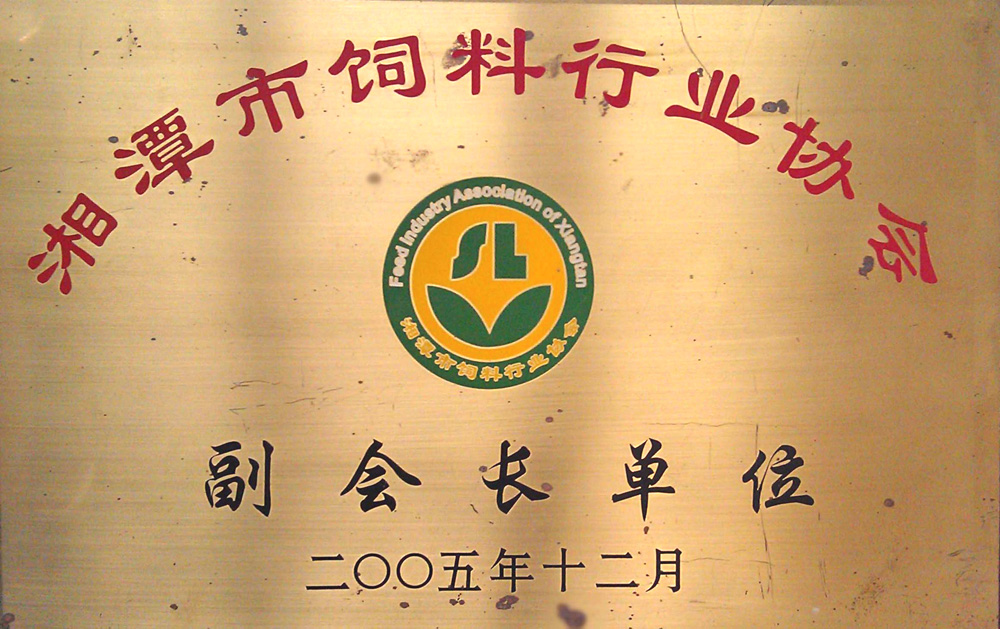 湘潭市饲料行业协会
Feed Industry Association of Xiangtan
SL
湘潭市饲料行业协会
副会长单位
二〇〇五年十二月